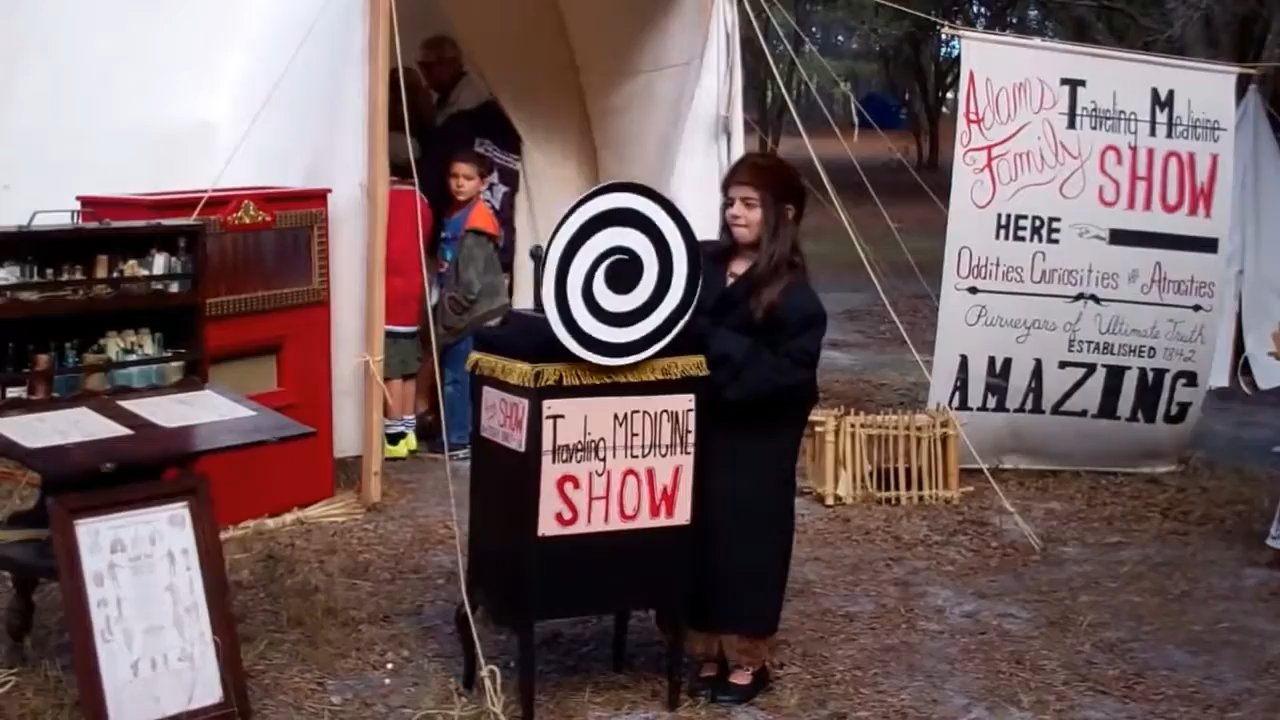 Adams
Family
Traveling Medicine
SHOW
HERE
Oddities, Curiosities and Atrocities
Purveyors of Ultimate Truth
ESTABLISHED 1842
AMAZING
Traveling MEDICINE
SHOW
SHOW